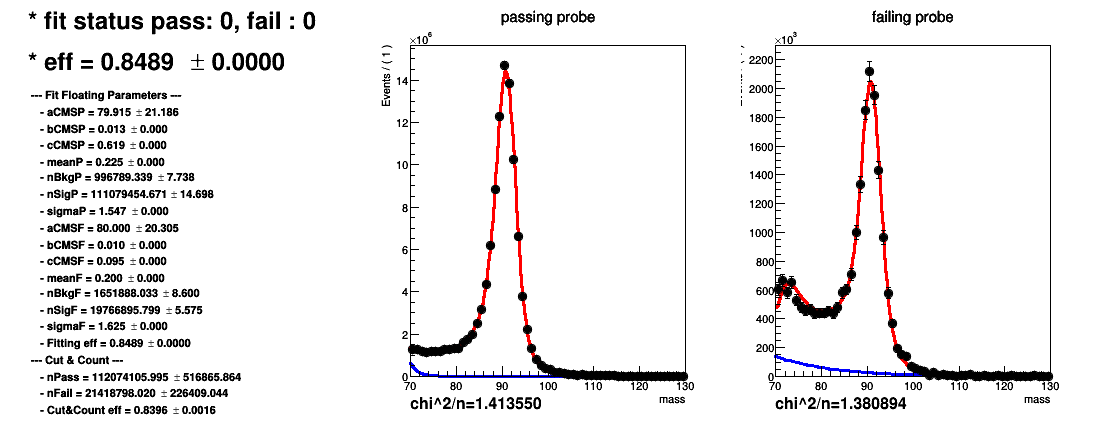 * fit status pass: 0, fail : 0
* eff = 0.8489 ± 0.0000
--- Fit Floating Parameters ---
- aCMSP = 79.915 ± 21.186
- bCMSP = 0.013 ± 0.000
- cCMSP = 0.619 ± 0.000
- meanP = 0.225 ± 0.000
- nBkgP = 996789.339 ± 7.738
- nSigP = 111079454.671 ± 14.698
- sigmaP = 1.547 ± 0.000
- aCMSF = 80.000 ± 20.305
- bCMSF = 0.010 ± 0.000
- cCMSF = 0.095 ± 0.000
- meanF = 0.200 ± 0.000
- nBkgF = 1651888.033 ± 8.600
- nSigF = 19766895.799 ± 5.575
- sigmaF = 1.625 ± 0.000
- Fitting eff = 0.8489 ± 0.0000
--- Cut & Count ---
- nPass = 112074105.995 ± 516865.864
- nFail = 21418798.020 ± 226409.044
- Cut&Count eff = 0.8396 ± 0.0016
passing probe
×10⁶
Events / ( 1 )
14
12
10
8
6
4
2
0
70 80 90 100 110 120 130
mass
chi^2/n=1.413550
failing probe
×10³
2200
2000
1800
1600
1400
1200
1000
800
600
400
200
0
70 80 90 100 110 120 130
mass
chi^2/n=1.380894